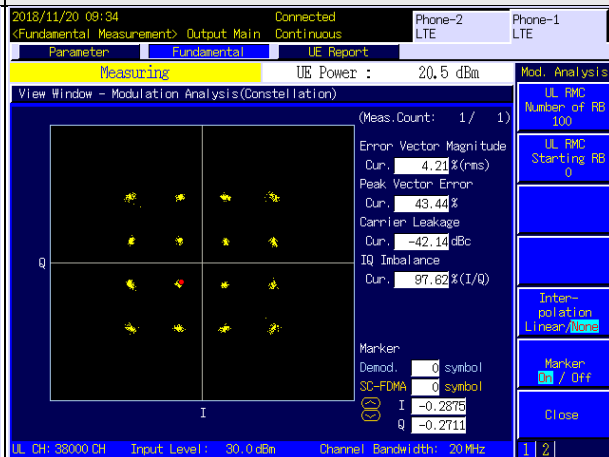 2018/11/20 09:34 Connected Phone-2 Phone-1
<Fundamental Measurement> Output Main Continuous LTE LTE
Parameter Fundamental UE Report
Measuring UE Power : 20.5 dBm Mod. Analysis
View Window - Modulation Analysis(Constellation)
UL RMC
Number of RB
100
(Meas.Count: 1/ 1)
UL RMC
Starting RB
0
Error Vector Magnitude
Cur. 4.21 %(rms)
Peak Vector Error
Cur. 43.44 %
Carrier Leakage
Cur. -42.14 dBc
IQ Imbalance
Cur. 97.62 %(I/Q)
Q
I
Inter-
polation
Linear/None
Marker
Demod. 0 symbol
SC-FDMA 0 symbol
I -0.2875
Q -0.2711
Marker
On / Off
Close
UL CH: 38000 CH Input Level: 30.0 dBm Channel Bandwidth: 20 MHz 1 2